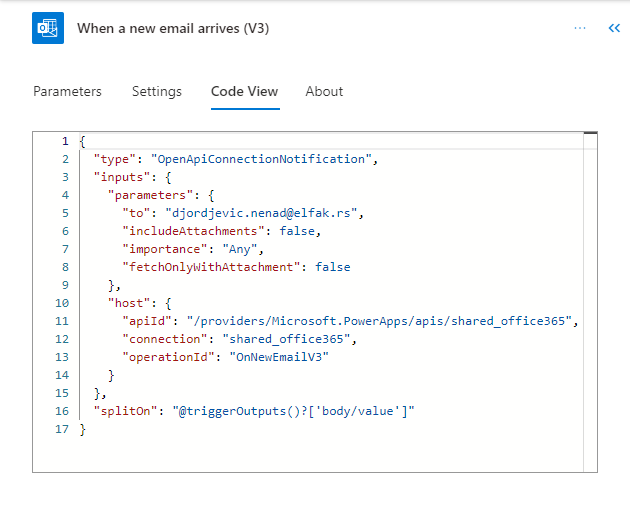 When a new email arrives (V3)
Parameters Settings Code View About
1 {
2 "type": "OpenApiConnectionNotification",
3 "inputs": {
4 "parameters": {
5 "to": "djordjevic.nenad@elfak.rs",
6 "includeAttachments": false,
7 "importance": "Any",
8 "fetchOnlyWithAttachment": false
9 },
10 "host": {
11 "apiId": "/providers/Microsoft.PowerApps/apis/shared_office365",
12 "connection": "shared_office365",
13 "operationId": "OnNewEmailV3"
14 }
15 },
16 "splitOn": "@triggerOutputs()?['body/value']"
17 }